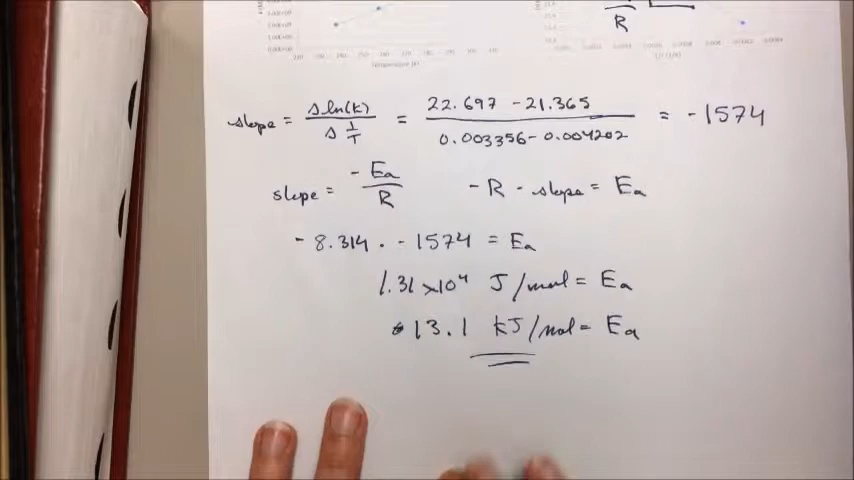 R
slope = Δ ln(k) / Δ 1/T = 22.697 - 21.365 / 0.003356 - 0.004202 = -1574
slope = - Ea / R    - R · slope = Ea
- 8.314 · - 1574 = Ea
1.31 x 10⁴ J/mol = Ea
13.1 kJ/mol = Ea